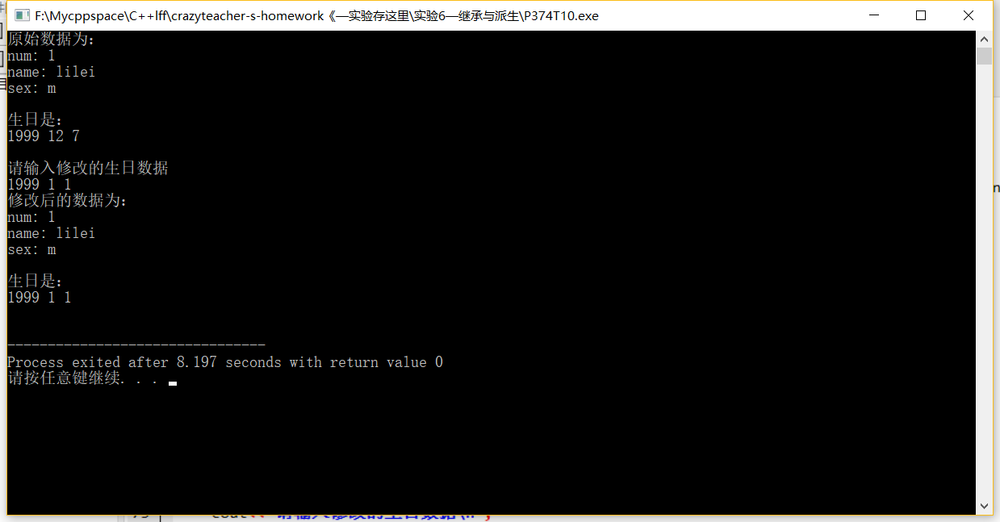 F:\Mycppspace\C++lff\crazyteacher-s-homework《—实验存这里\实验6—继承与派生\P374T10.exe
原始数据为:
num: 1
name: lilei
sex: m
生日是:
1999 12 7
请输入修改的生日数据
1999 1 1
修改后的数据为:
num: 1
name: lilei
sex: m
生日是:
1999 1 1
--------------------------------
Process exited after 8.197 seconds with return value 0
请按任意键继续. . .